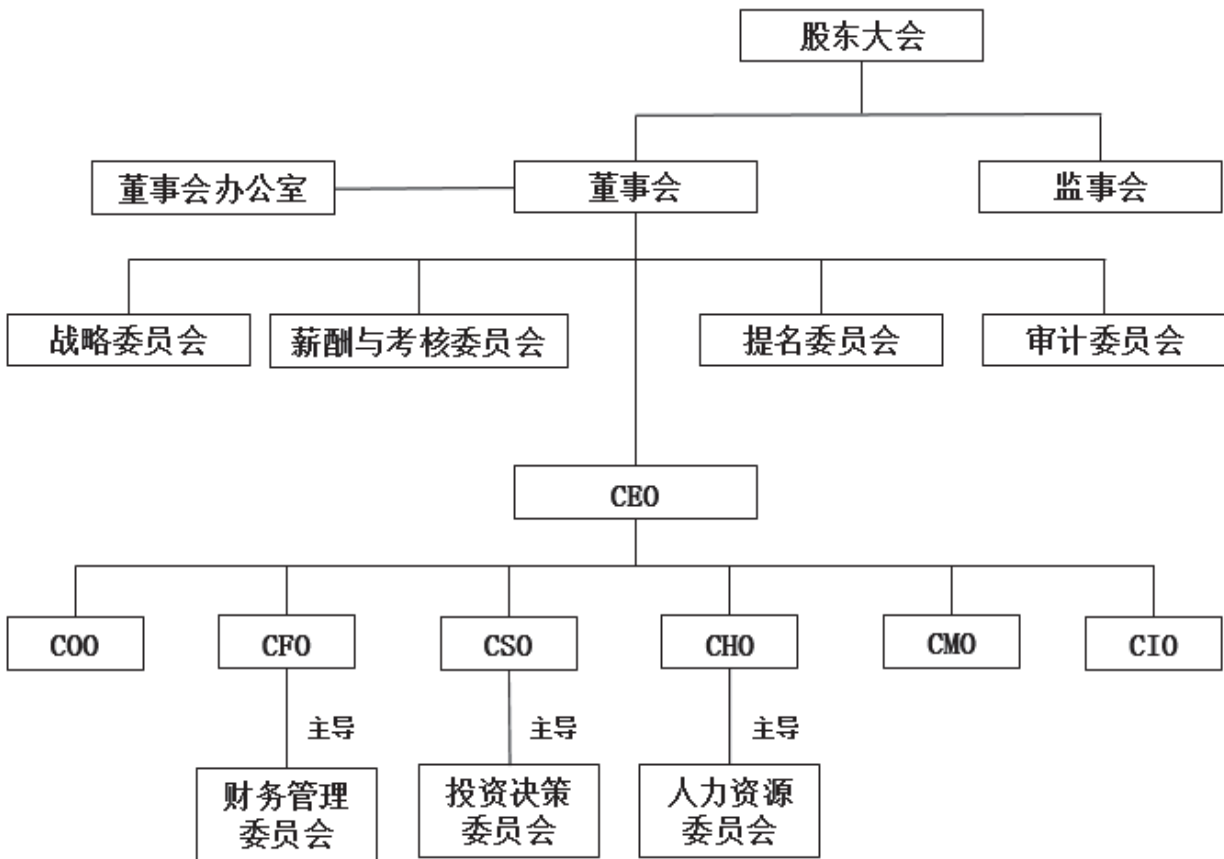 股东大会
董事会办公室
董事会
监事会
战略委员会
薪酬与考核委员会
提名委员会
审计委员会
CEO
COO
CFO
CSO
CHO
CMO
CIO
主导
主导
主导
财务管理
委员会
投资决策
委员会
人力资源
委员会